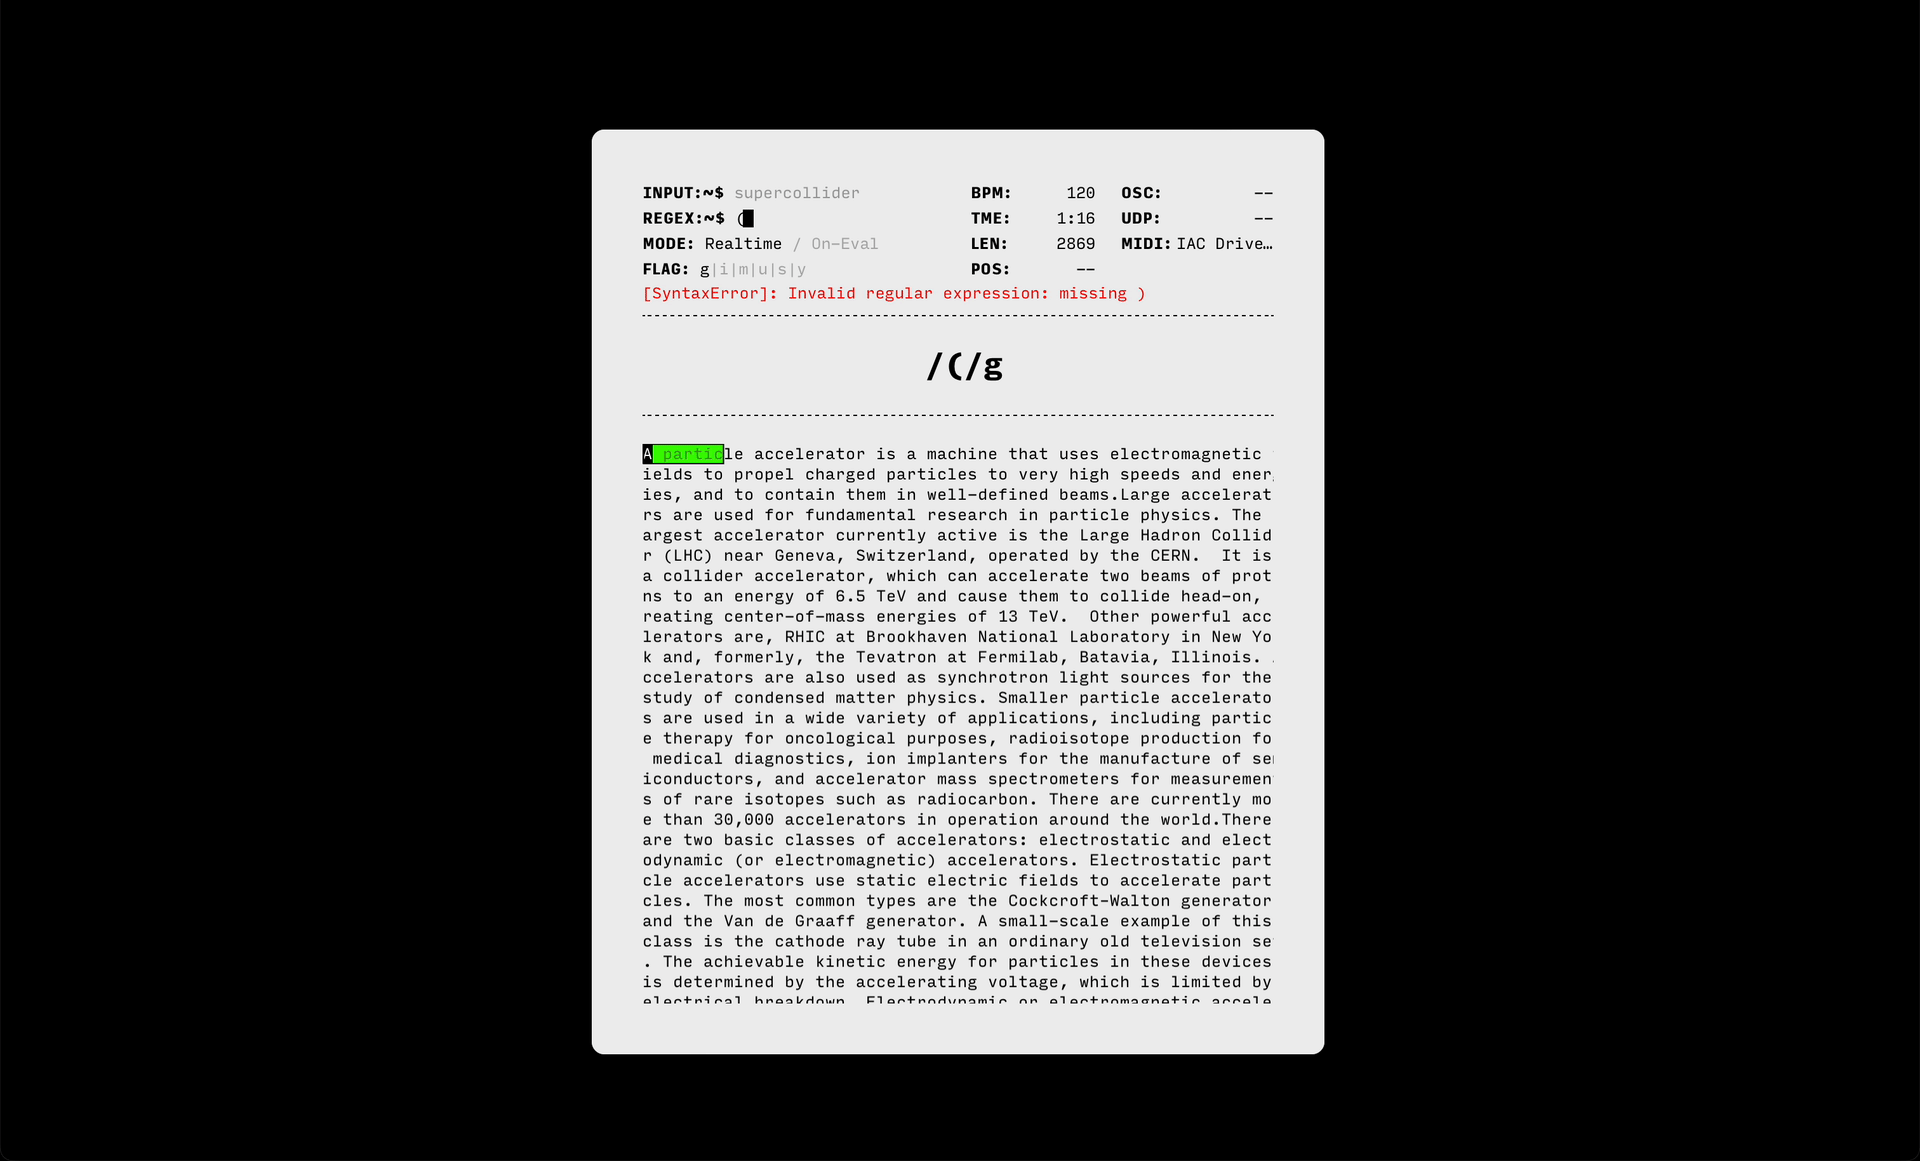 INPUT:~$ supercollider BPM: 120 OSC: --
REGEX:~$ ( TME: 1:16 UDP: --
MODE: Realtime / On-Eval LEN: 2869 MIDI: IAC Drive…
FLAG: g|i|m|u|s|y POS: --
[SyntaxError]: Invalid regular expression: missing )
/(/g
A particle accelerator is a machine that uses electromagnetic
ields to propel charged particles to very high speeds and ener
ies, and to contain them in well-defined beams.Large accelerat
rs are used for fundamental research in particle physics. The
argest accelerator currently active is the Large Hadron Collid
r (LHC) near Geneva, Switzerland, operated by the CERN.  It is
a collider accelerator, which can accelerate two beams of prot
ns to an energy of 6.5 TeV and cause them to collide head-on,
reating center-of-mass energies of 13 TeV.  Other powerful acc
lerators are, RHIC at Brookhaven National Laboratory in New Yo
k and, formerly, the Tevatron at Fermilab, Batavia, Illinois.
ccelerators are also used as synchrotron light sources for the
study of condensed matter physics. Smaller particle accelerato
s are used in a wide variety of applications, including partic
e therapy for oncological purposes, radioisotope production fo
medical diagnostics, ion implanters for the manufacture of se
iconductors, and accelerator mass spectrometers for measuremen
s of rare isotopes such as radiocarbon. There are currently mo
e than 30,000 accelerators in operation around the world.There
are two basic classes of accelerators: electrostatic and elect
odynamic (or electromagnetic) accelerators. Electrostatic part
cle accelerators use static electric fields to accelerate part
cles. The most common types are the Cockcroft-Walton generator
and the Van de Graaff generator. A small-scale example of this
class is the cathode ray tube in an ordinary old television se
. The achievable kinetic energy for particles in these devices
is determined by the accelerating voltage, which is limited by
electrical breakdown. Electrodynamic or electromagnetic accele